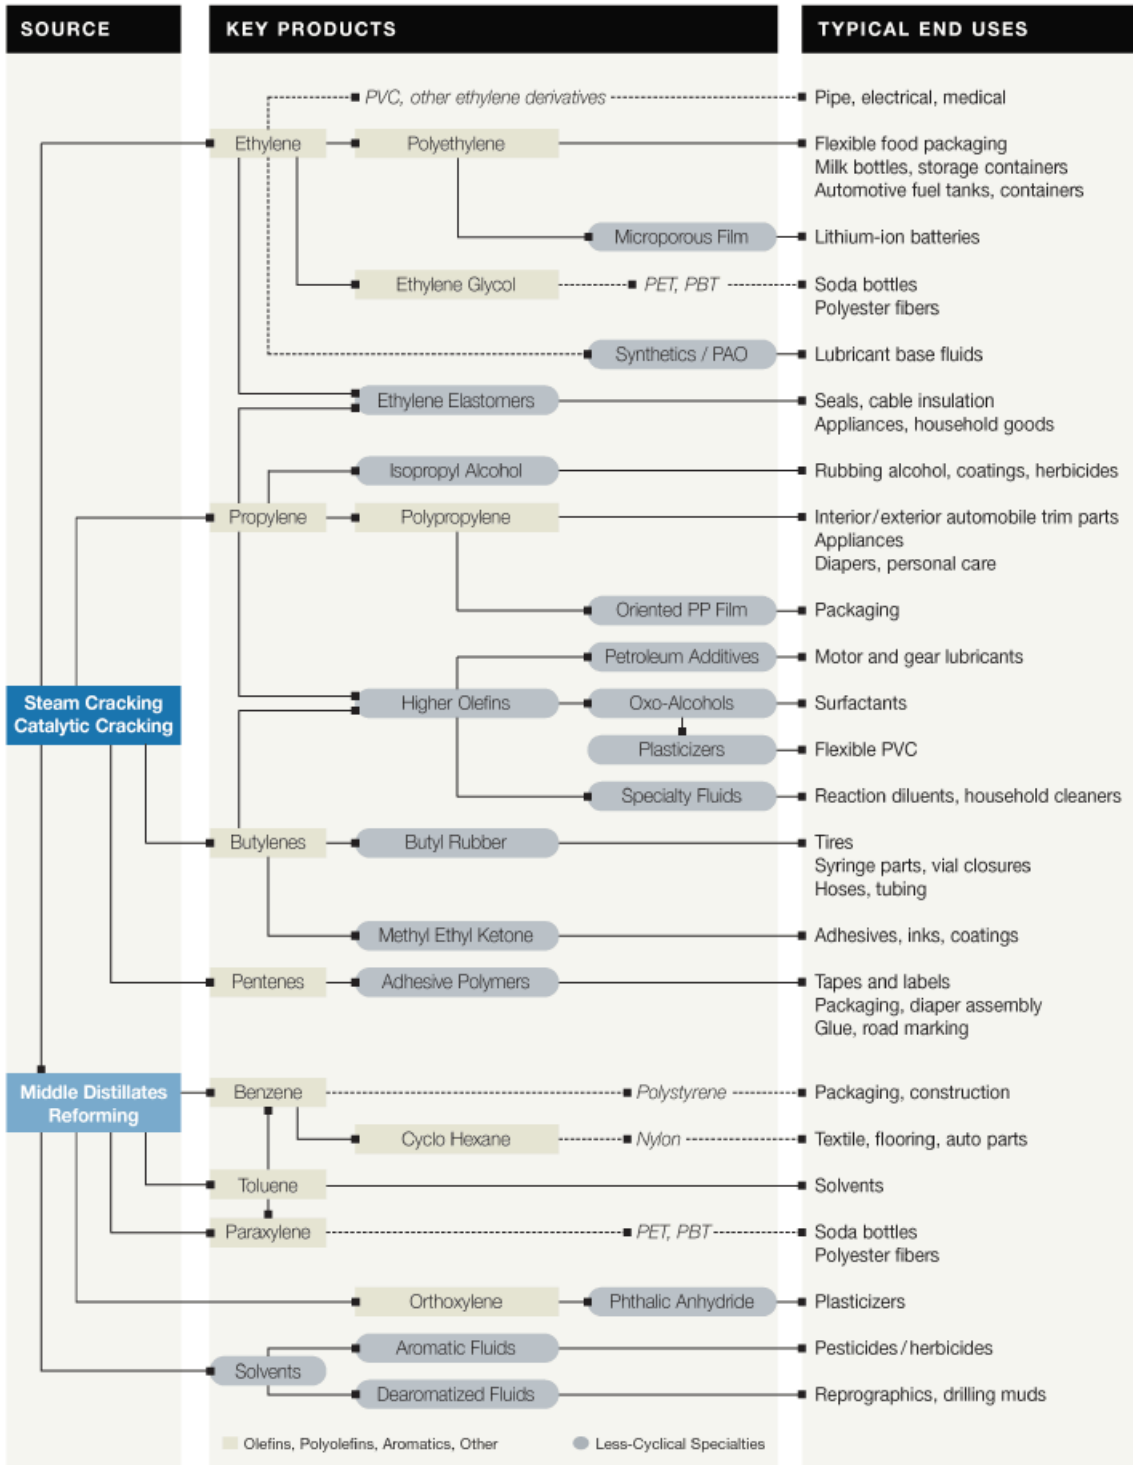 SOURCE
KEY PRODUCTS
TYPICAL END USES
PVC, other ethylene derivatives
Pipe, electrical, medical
Ethylene
Polyethylene
Flexible food packaging
Milk bottles, storage containers
Automotive fuel tanks, containers
Microporous Film
Lithium-ion batteries
Ethylene Glycol
PET, PBT
Soda bottles
Polyester fibers
Synthetics / PAO
Lubricant base fluids
Ethylene Elastomers
Seals, cable insulation
Appliances, household goods
Isopropyl Alcohol
Rubbing alcohol, coatings, herbicides
Propylene
Polypropylene
Interior/exterior automobile trim parts
Appliances
Diapers, personal care
Oriented PP Film
Packaging
Petroleum Additives
Motor and gear lubricants
Steam Cracking
Catalytic Cracking
Higher Olefins
Oxo-Alcohols
Surfactants
Plasticizers
Flexible PVC
Specialty Fluids
Reaction diluents, household cleaners
Butylenes
Butyl Rubber
Tires
Syringe parts, vial closures
Hoses, tubing
Methyl Ethyl Ketone
Adhesives, inks, coatings
Pentenes
Adhesive Polymers
Tapes and labels
Packaging, diaper assembly
Glue, road marking
Middle Distillates
Reforming
Benzene
Polystyrene
Packaging, construction
Cyclo Hexane
Nylon
Textile, flooring, auto parts
Toluene
Solvents
Paraxylene
PET, PBT
Soda bottles
Polyester fibers
Orthoxylene
Phthalic Anhydride
Plasticizers
Solvents
Aromatic Fluids
Pesticides/herbicides
Dearomatized Fluids
Reprographics, drilling muds
Olefins, Polyolefins, Aromatics, Other
Less-Cyclical Specialties